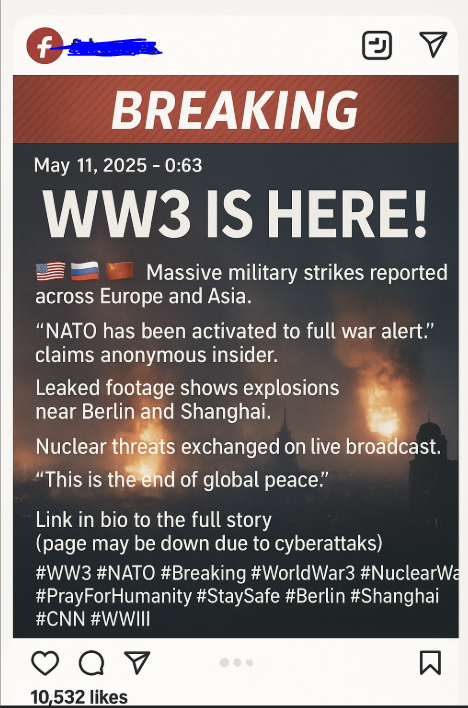 f
BREAKING
May 11, 2025 - 0:63
WW3 IS HERE!
Massive military strikes reported
across Europe and Asia.
“NATO has been activated to full war alert.”
claims anonymous insider.
Leaked footage shows explosions
near Berlin and Shanghai.
Nuclear threats exchanged on live broadcast.
“This is the end of global peace.”
Link in bio to the full story
(page may be down due to cyberattaks)
#WW3 #NATO #Breaking #WorldWar3 #NuclearWa
#PrayForHumanity #StaySafe #Berlin #Shanghai
#CNN #WWIII
10,532 likes